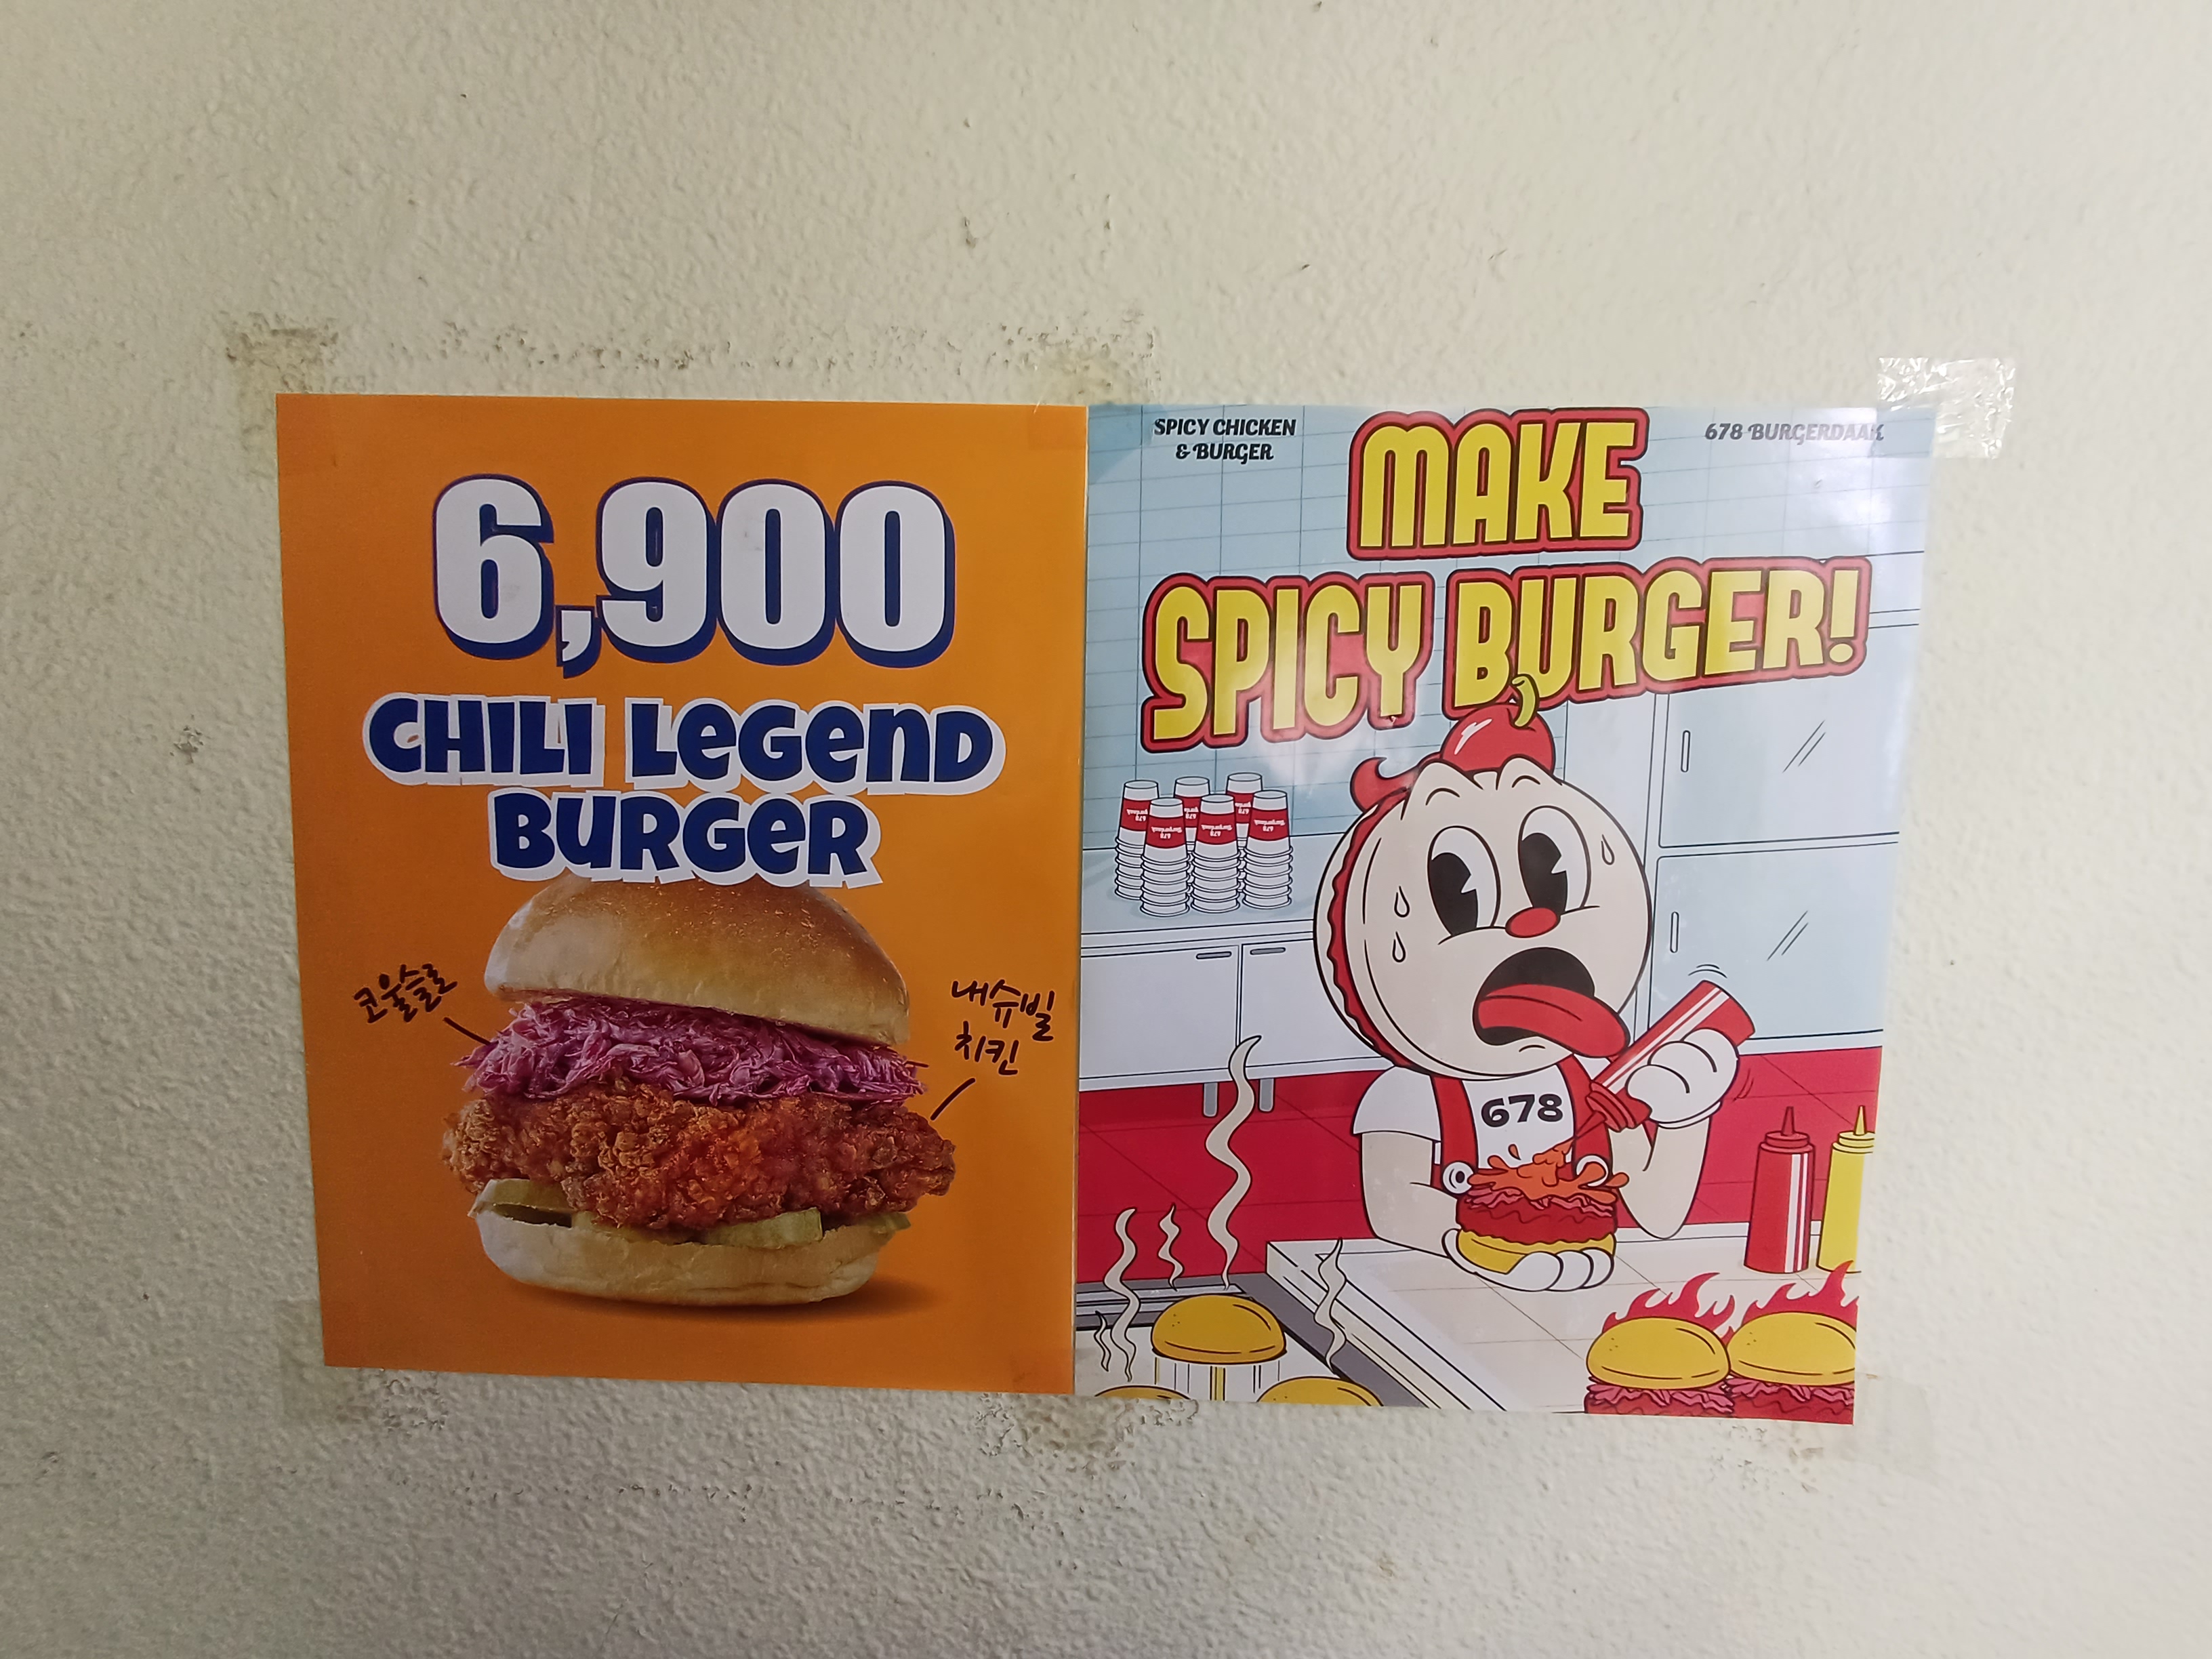 6,900
CHILI LEGEND
BURGER
코울슬로
내슈빌
치킨
SPICY CHICKEN
& BURGER
678 BURGERDAAK
MAKE
SPICY BURGER!
678